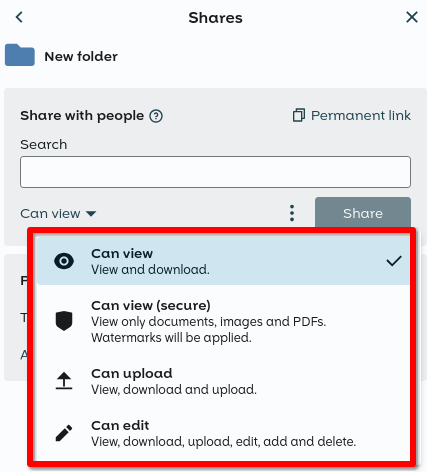 Shares
New folder
Share with people
Permanent link
Search
Can view
Share
Can view
View and download.
Can view (secure)
View only documents, images and PDFs.
Watermarks will be applied.
Can upload
View, download and upload.
Can edit
View, download, upload, edit, add and delete.